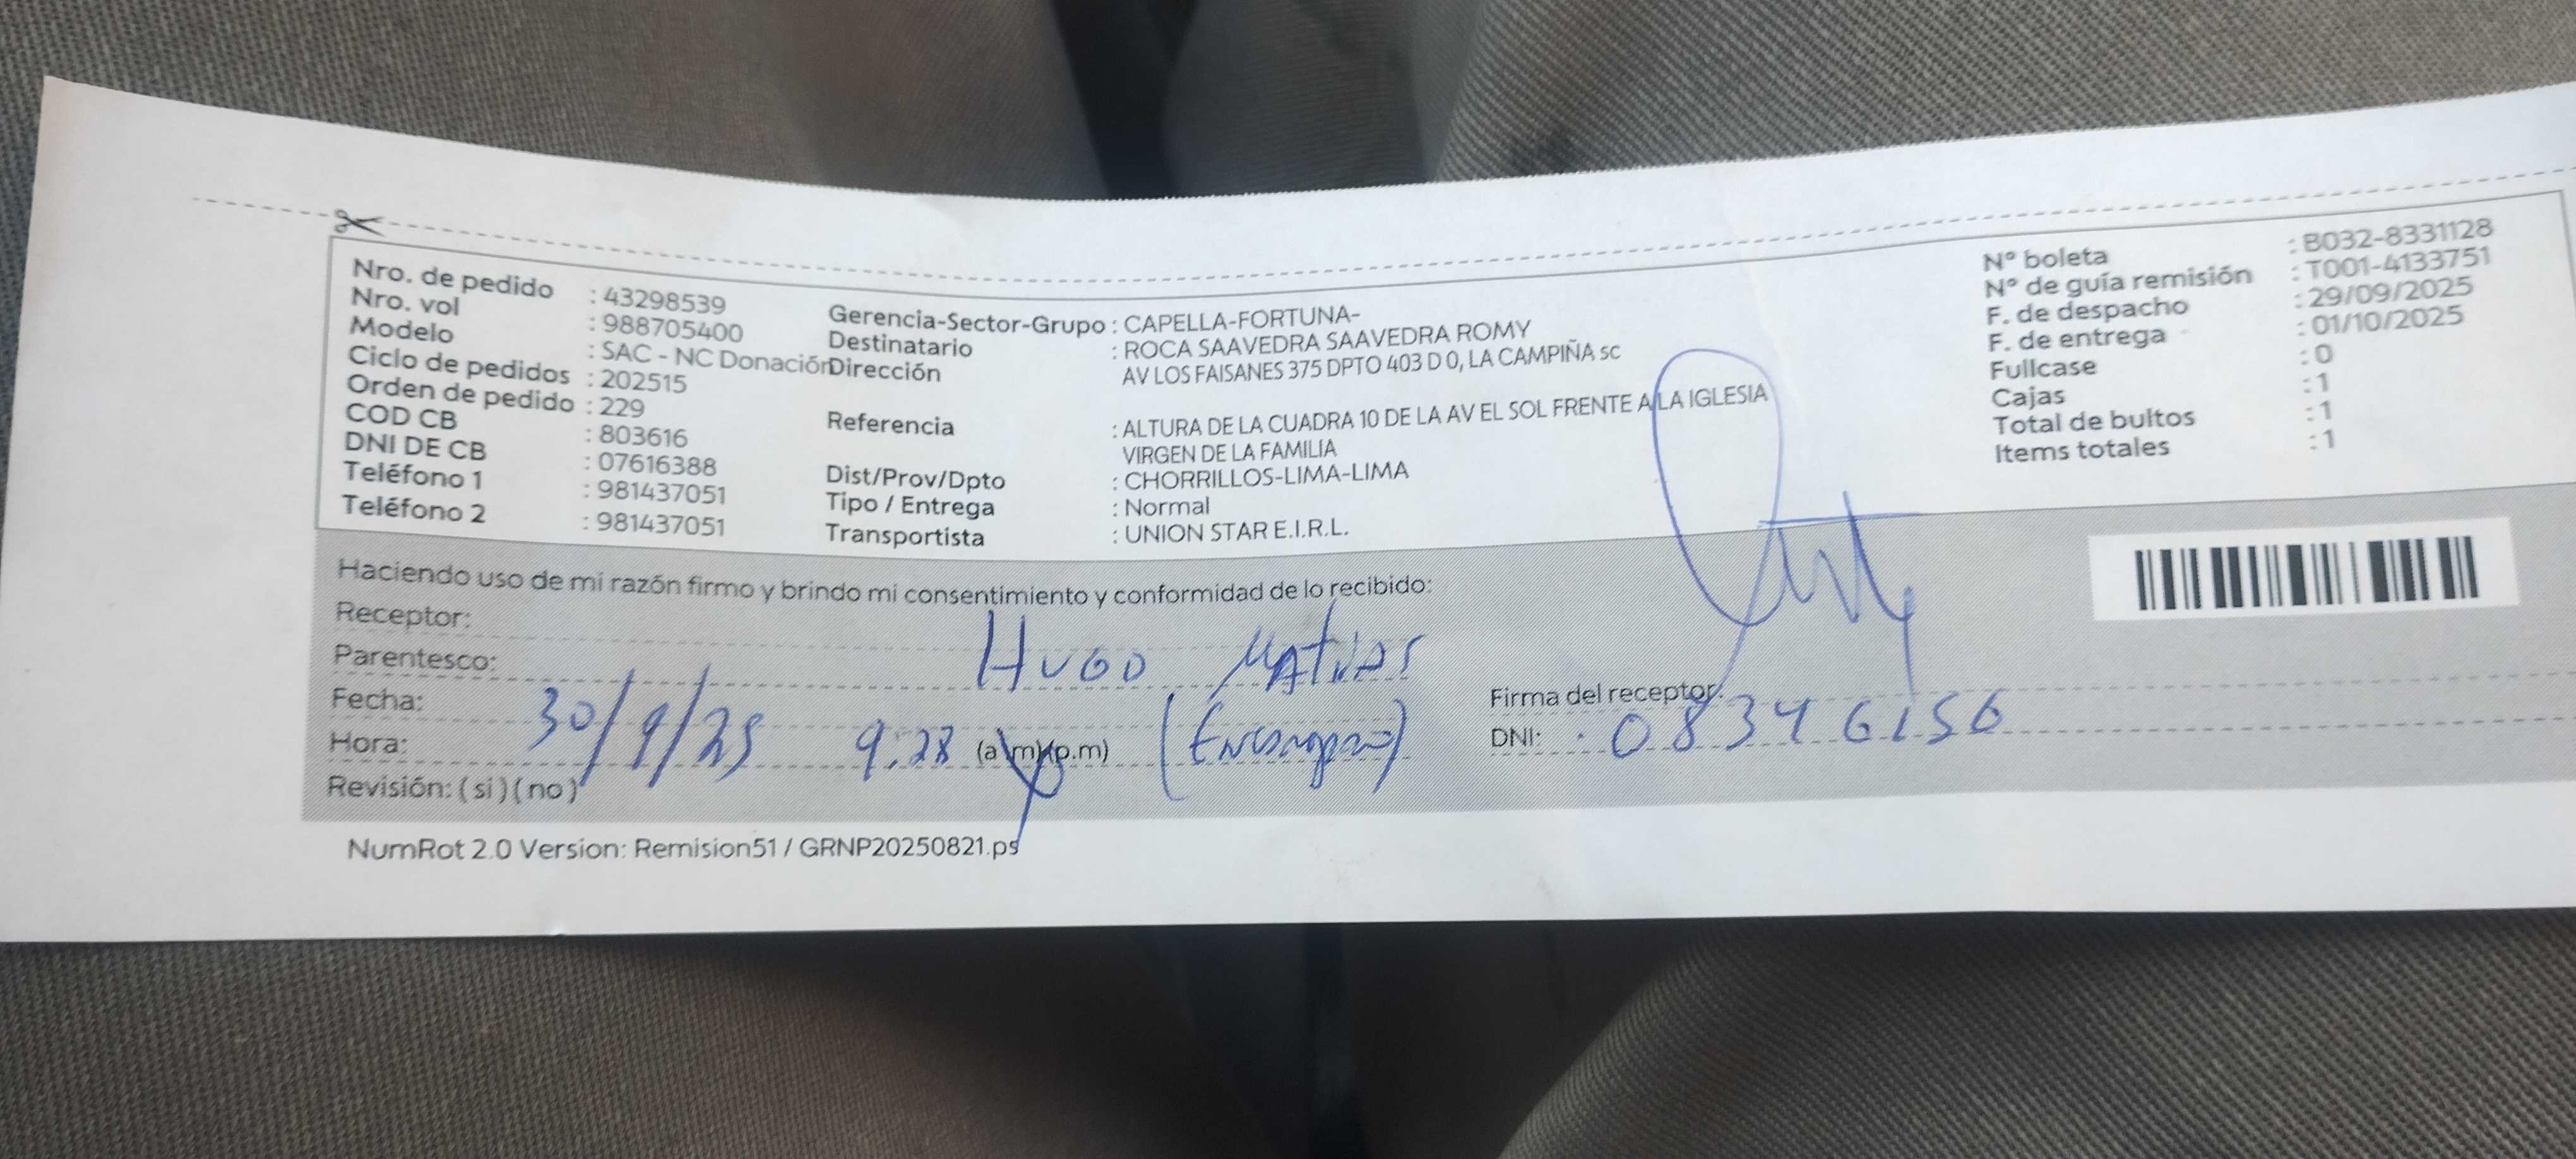 Nro. de pedido : 43298539
Nro. vol : 988705400
Modelo : SAC - NC Donación
Ciclo de pedidos : 202515
Orden de pedido : 229
COD CB : 803616
DNI DE CB : 07616388
Teléfono 1 : 981437051
Teléfono 2 : 981437051
Gerencia-Sector-Grupo : CAPELLA-FORTUNA-
Destinatario : ROCA SAAVEDRA SAAVEDRA ROMY
Dirección AV LOS FAISANES 375 DPTO 403 D 0, LA CAMPIÑA sc
Referencia : ALTURA DE LA CUADRA 10 DE LA AV EL SOL FRENTE A LA IGLESIA
VIRGEN DE LA FAMILIA
Dist/Prov/Dpto : CHORRILLOS-LIMA-LIMA
Tipo / Entrega : Normal
Transportista : UNION STAR E.I.R.L.
N° boleta : B032-8331128
N° de guía remisión : T001-4133751
F. de despacho : 29/09/2025
F. de entrega : 01/10/2025
Fullcase : 0
Cajas : 1
Total de bultos : 1
Items totales : 1
Haciendo uso de mi razón firmo y brindo mi consentimiento y conformidad de lo recibido:
Receptor: Hugo Matias
Parentesco:
Fecha: 30/9/25
Hora: 9:28 (a.m)(p.m)
Revisión: (si)(no)
Firma del receptor:
DNI: 08346156
NumRot 2.0 Version: Remision51 / GRNP20250821.ps